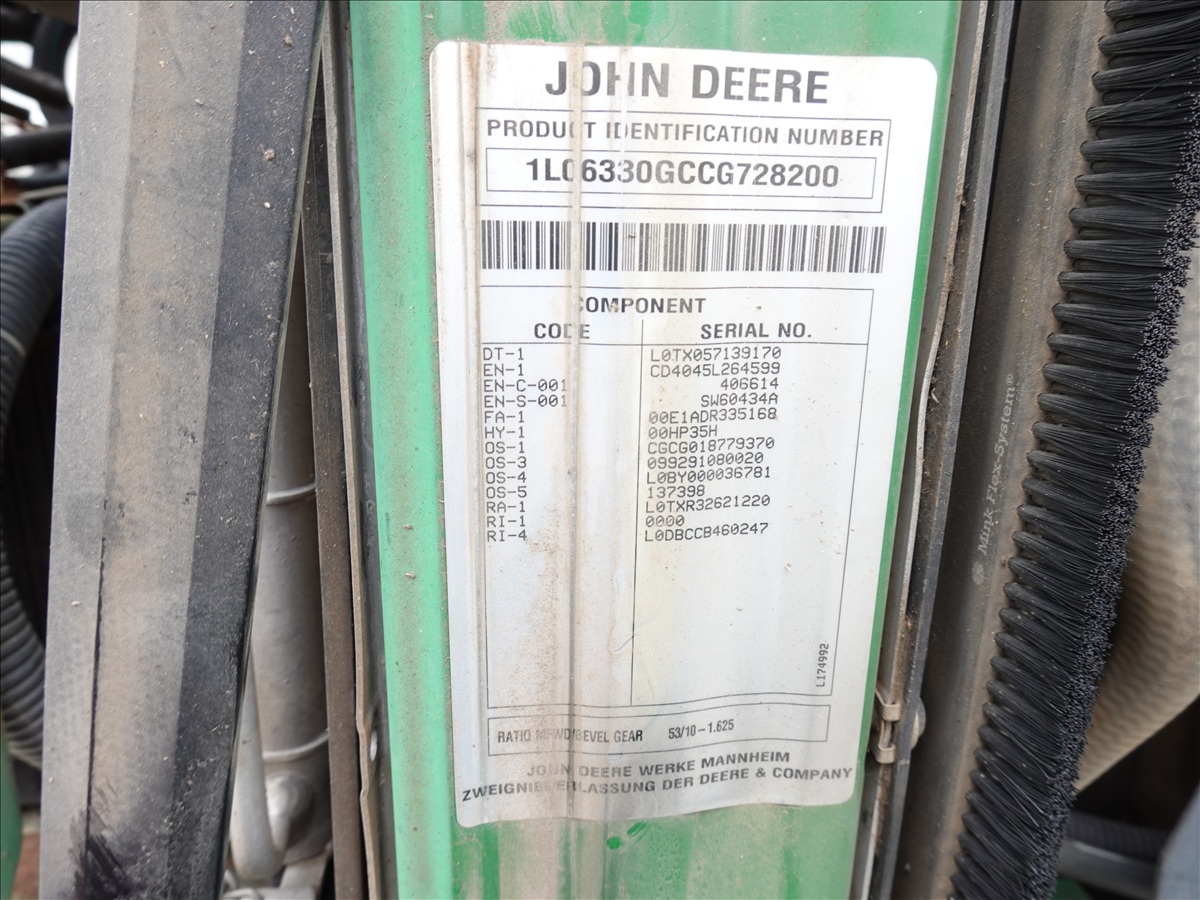 JOHN DEERE
PRODUCT IDENTIFICATION NUMBER
1L06330GCCG728200
COMPONENT
CODE SERIAL NO.
DT-1 L0TX057139170
EN-1 CD4045L264599
EN-C-001 406614
EN-S-001 SW60434A
FA-1 00E1ADR335168
HY-1 00HP35H
OS-1 CGCG018779370
OS-3 099291080020
OS-4 L0BY000036781
OS-5 137398
RA-1 L0TXR32621220
RI-1 0000
RI-4 L0DBCCB460247
L174992
RATIO MFWD/BEVEL GEAR 53/10-1.625
JOHN DEERE WERKE MANNHEIM
ZWEIGNIEDERLASSUNG DER DEERE & COMPANY
Mink Flex-System®